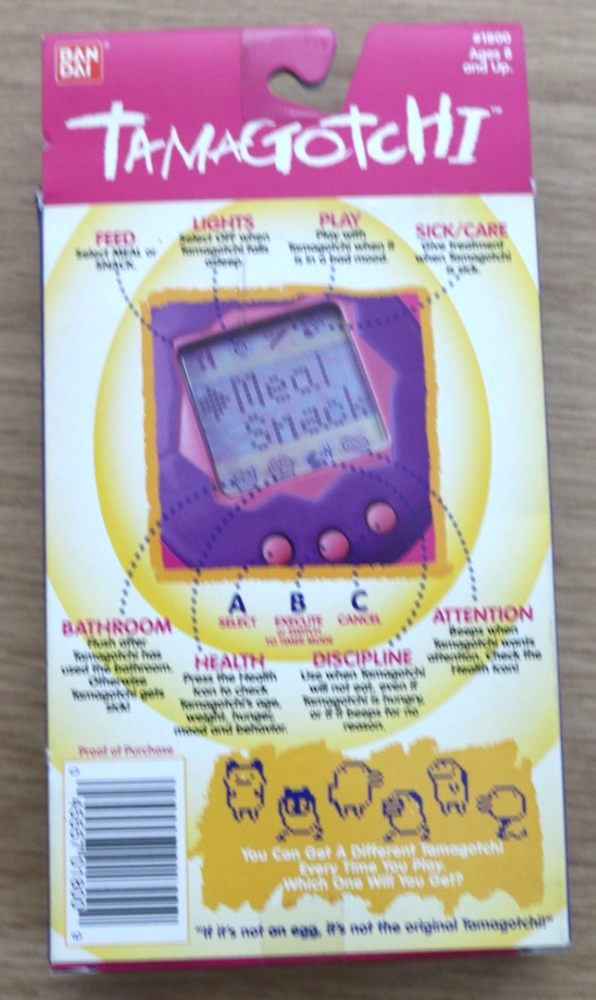 BAN
DAI
#1800
Ages 8
and Up.
TAMAGOTCHI™
FEED
Select MEAL or
SNACK.
LIGHTS
Select OFF when
Tamagotchi falls
asleep.
PLAY
Play with
Tamagotchi when it
is in a bad mood.
SICK/CARE
Give treatment
when Tamagotchi
is sick.
Meal
Snack
A
SELECT
B
EXECUTE
or SWITCH
TO TIMER MODE
C
CANCEL
BATHROOM
Flush after
Tamagotchi has
used the bathroom.
Otherwise
Tamagotchi gets
sick!
HEALTH
Press the Health
Icon to check
Tamagotchi's age,
weight, hunger,
mood and behavior.
DISCIPLINE
Use when Tamagotchi
will not eat, even if
Tamagotchi is hungry,
or if it beeps for no
reason.
ATTENTION
Beeps when
Tamagotchi wants
attention. Check the
Health Icon!
Proof of Purchase
You Can Get A Different Tamagotchi
Every Time You Play.
Which One Will You Get?
"If it's not an egg, it's not the original Tamagotchi!"